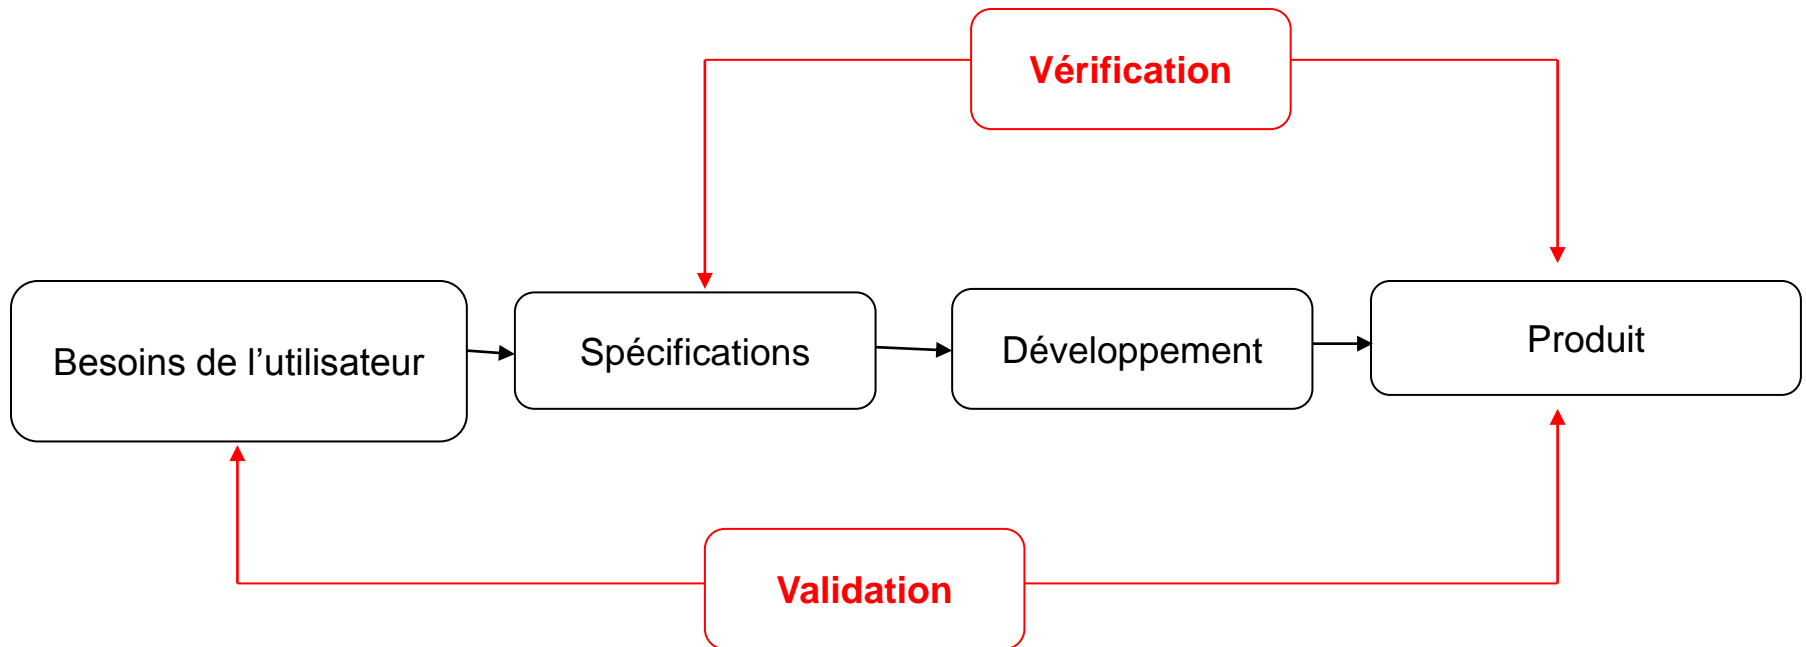 Vérification
Besoins de l’utilisateur
Spécifications
Développement
Produit
Validation